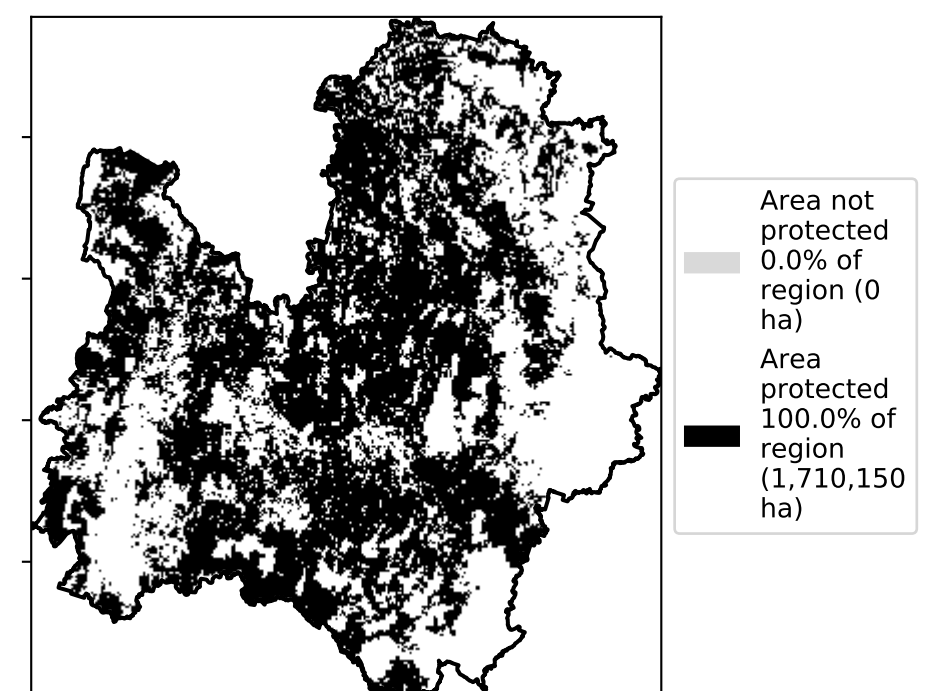 Area not
protected
0.0% of
region (0
ha)
Area
protected
100.0% of
region
(1,710,150
ha)